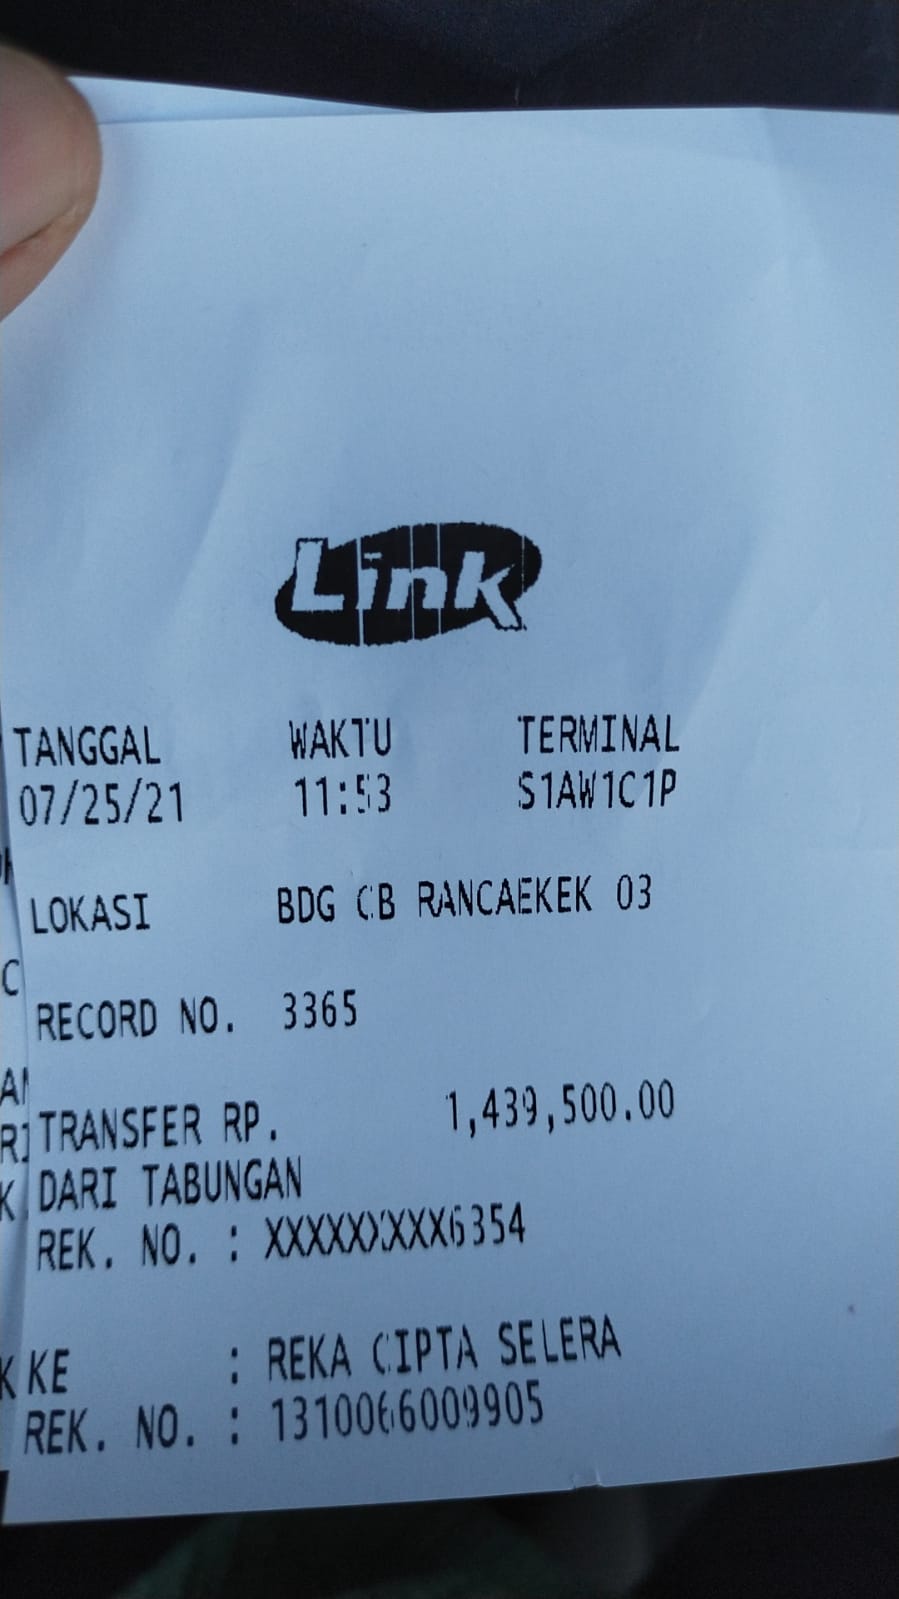 Link
TANGGAL WAKTU TERMINAL
07/25/21 11:53 S1AW1C1P
LOKASI BDG CB RANCAEKEK 03
RECORD NO. 3365
TRANSFER RP. 1,439,500.00
DARI TABUNGAN
REK. NO. : XXXXXXXXX6354
KE : REKA CIPTA SELERA
REK. NO. : 1310066009905